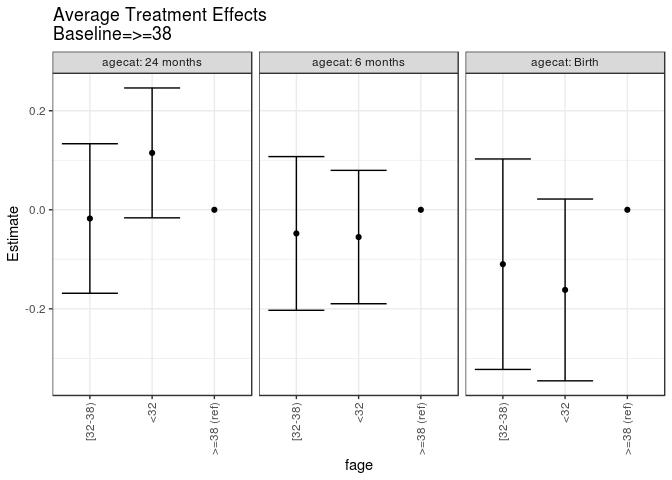 Average Treatment Effects
Baseline=>=38
agecat: 24 months
agecat: 6 months
agecat: Birth
Estimate
0.2
0.0
-0.2
[32-38)
<32
>=38 (ref)
[32-38)
<32
>=38 (ref)
[32-38)
<32
>=38 (ref)
fage